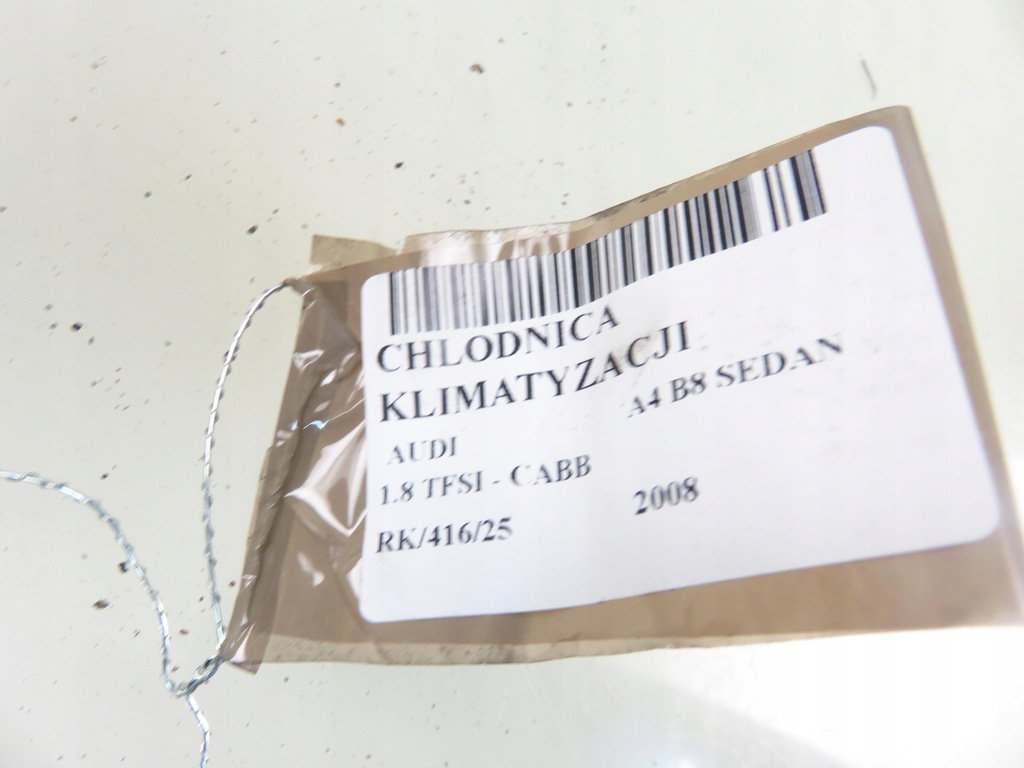 CHLODNICA
KLIMATYZACJI
AUDI A4 B8 SEDAN
1.8 TFSI - CABB
RK/416/25 2008